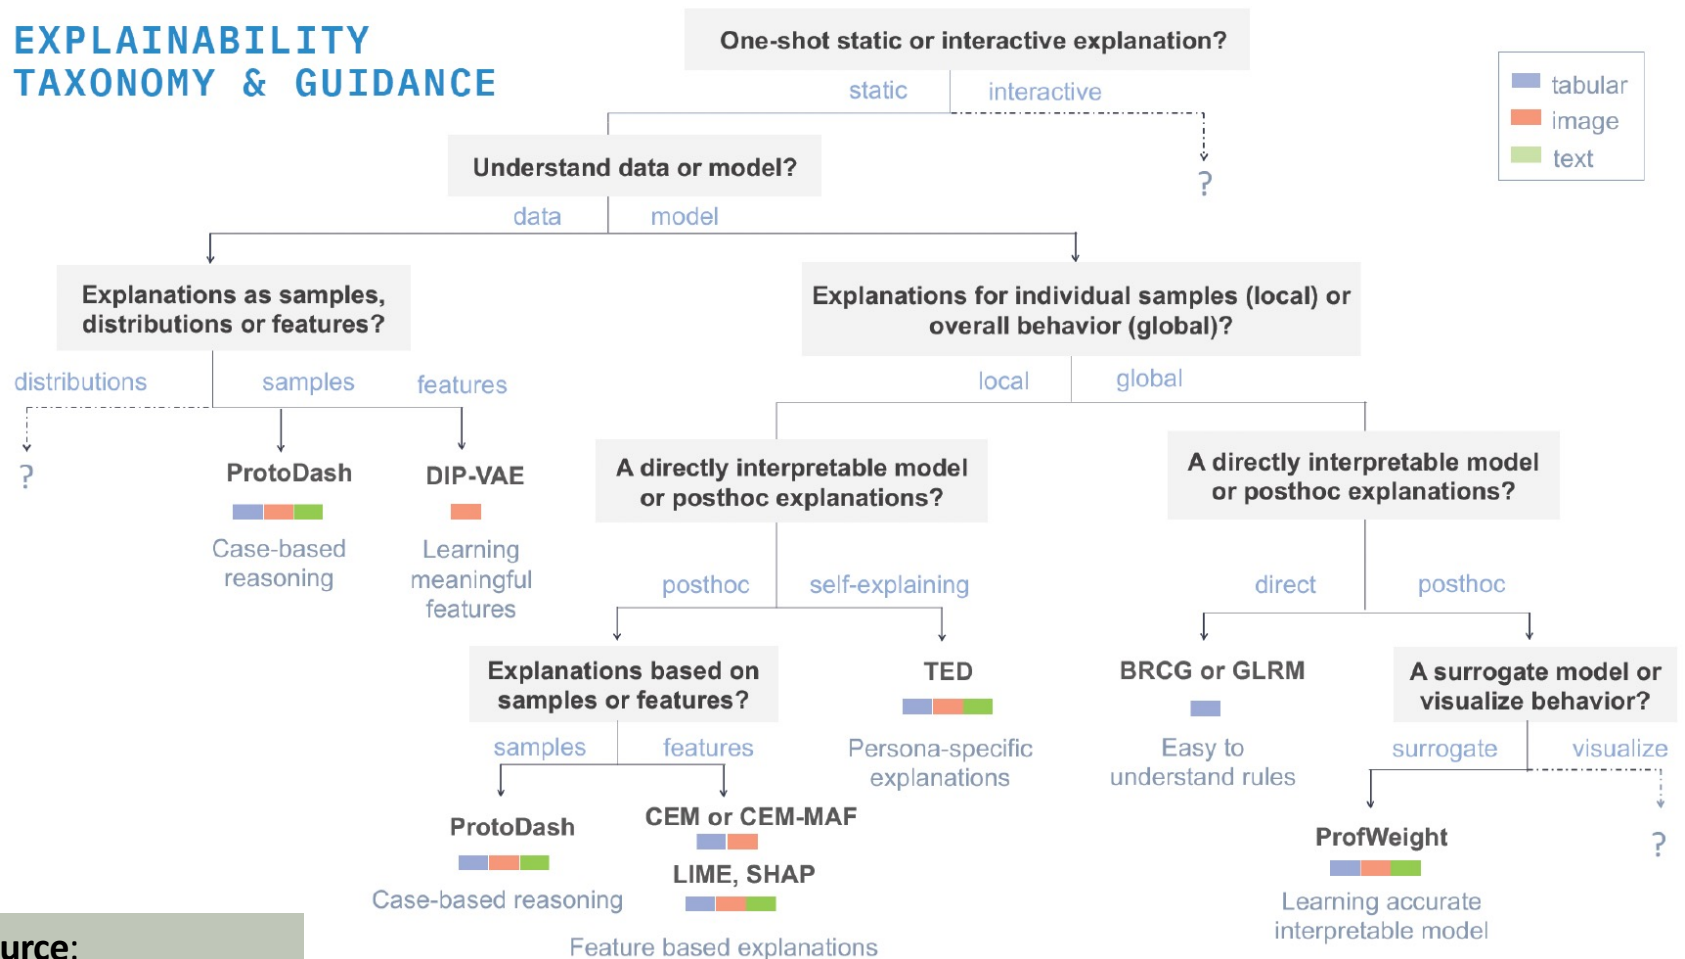 EXPLAINABILITY
TAXONOMY & GUIDANCE
One-shot static or interactive explanation?
static
interactive
tabular
image
text
Understand data or model?
?
data
model
Explanations as samples,
distributions or features?
Explanations for individual samples (local) or
overall behavior (global)?
distributions
samples
features
local
global
?
ProtoDash
Case-based
reasoning
DIP-VAE
Learning
meaningful
features
A directly interpretable model
or posthoc explanations?
A directly interpretable model
or posthoc explanations?
posthoc
self-explaining
direct
posthoc
Explanations based on
samples or features?
TED
Persona-specific
explanations
BRCG or GLRM
Easy to
understand rules
A surrogate model or
visualize behavior?
samples
features
surrogate
visualize
ProtoDash
Case-based reasoning
CEM or CEM-MAF
LIME, SHAP
Feature based explanations
ProfWeight
Learning accurate
interpretable model
?
urce: